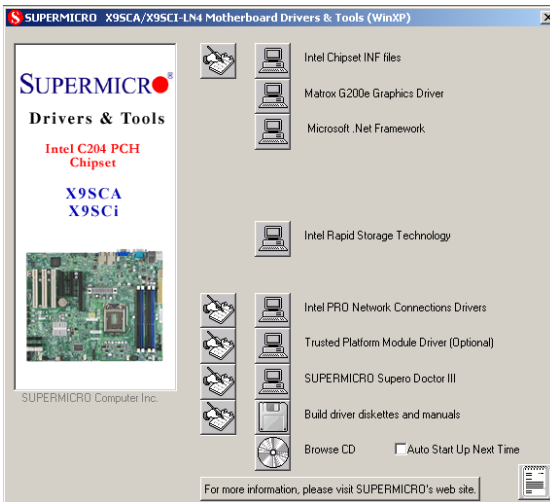 SUPERMICRO X9SCA/X9SCI-LN4 Motherboard Drivers & Tools (WinXP)
SUPERMICRO®
Drivers & Tools
Intel C204 PCH
Chipset
X9SCA
X9SCi
SUPERMICRO Computer Inc.
Intel Chipset INF files
Matrox G200e Graphics Driver
Microsoft .Net Framework
Intel Rapid Storage Technology
Intel PRO Network Connections Drivers
Trusted Platform Module Driver (Optional)
SUPERMICRO Supero Doctor III
Build driver diskettes and manuals
Browse CD Auto Start Up Next Time
For more information, please visit SUPERMICRO's web site.